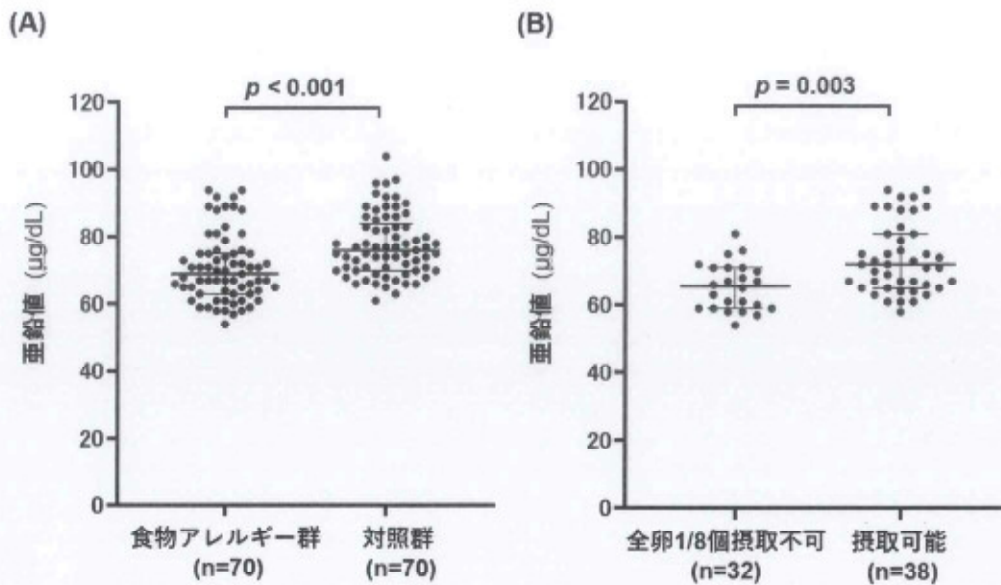 (A)
p < 0.001
120
100
80
60
40
20
0
亜鉛値 (μg/dL)
食物アレルギー群
(n=70)
対照群
(n=70)
(B)
p = 0.003
120
100
80
60
40
20
0
亜鉛値 (μg/dL)
全卵1/8個摂取不可
(n=32)
摂取可能
(n=38)